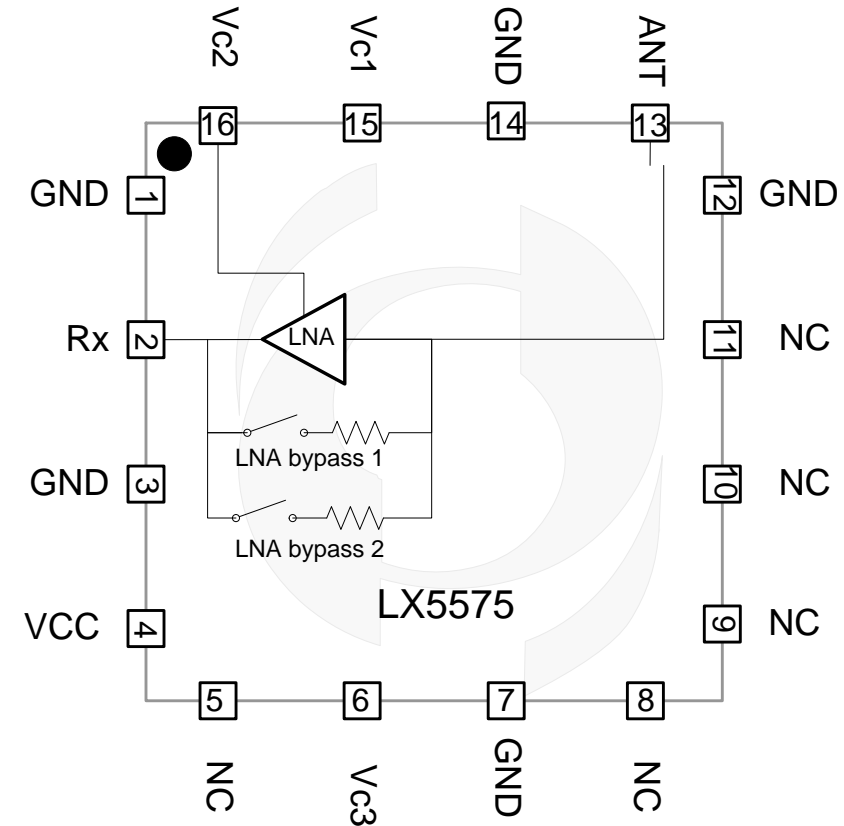 Vc2
Vc1
GND
ANT
16
15
14
13
GND
1
12
GND
Rx
2
LNA
11
NC
LNA bypass 1
GND
3
10
NC
LNA bypass 2
LX5575
VCC
4
9
NC
5
6
7
8
NC
Vc3
GND
NC